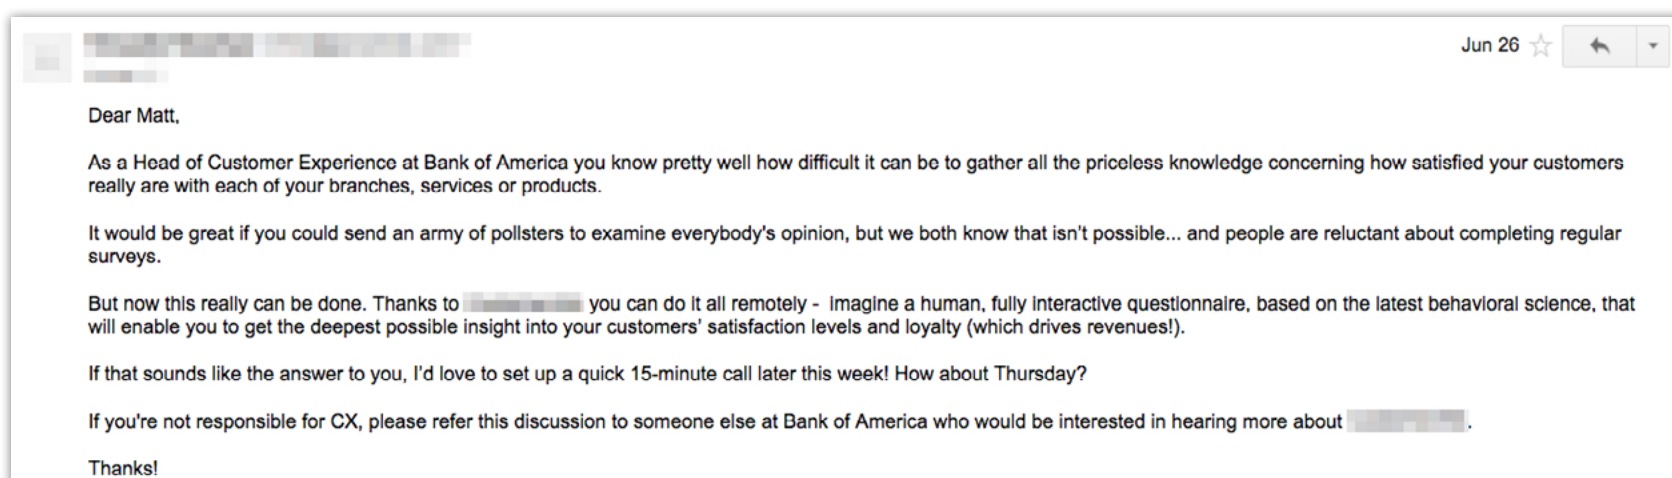 Jun 26
Dear Matt,
As a Head of Customer Experience at Bank of America you know pretty well how difficult it can be to gather all the priceless knowledge concerning how satisfied your customers
really are with each of your branches, services or products.
It would be great if you could send an army of pollsters to examine everybody's opinion, but we both know that isn't possible... and people are reluctant about completing regular
surveys.
But now this really can be done. Thanks to you can do it all remotely - imagine a human, fully interactive questionnaire, based on the latest behavioral science, that
will enable you to get the deepest possible insight into your customers' satisfaction levels and loyalty (which drives revenues!).
If that sounds like the answer to you, I'd love to set up a quick 15-minute call later this week! How about Thursday?
If you're not responsible for CX, please refer this discussion to someone else at Bank of America who would be interested in hearing more about .
Thanks!